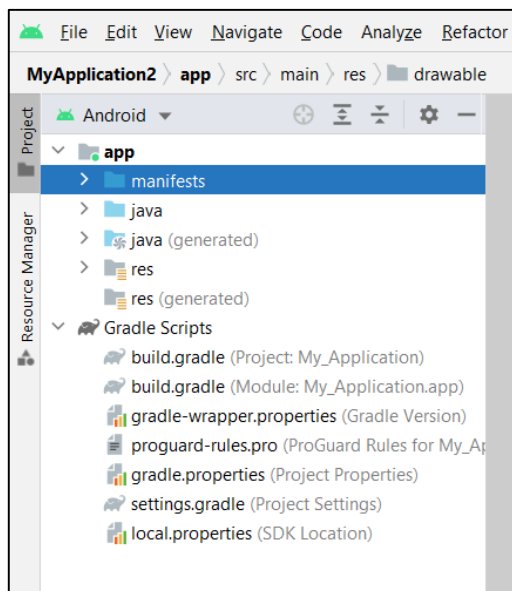 File Edit View Navigate Code Analyze Refactor
MyApplication2 app src main res drawable
Project
Resource Manager
Android
app
manifests
java
java (generated)
res
res (generated)
Gradle Scripts
build.gradle (Project: My_Application)
build.gradle (Module: My_Application.app)
gradle-wrapper.properties (Gradle Version)
proguard-rules.pro (ProGuard Rules for My_Ap
gradle.properties (Project Properties)
settings.gradle (Project Settings)
local.properties (SDK Location)